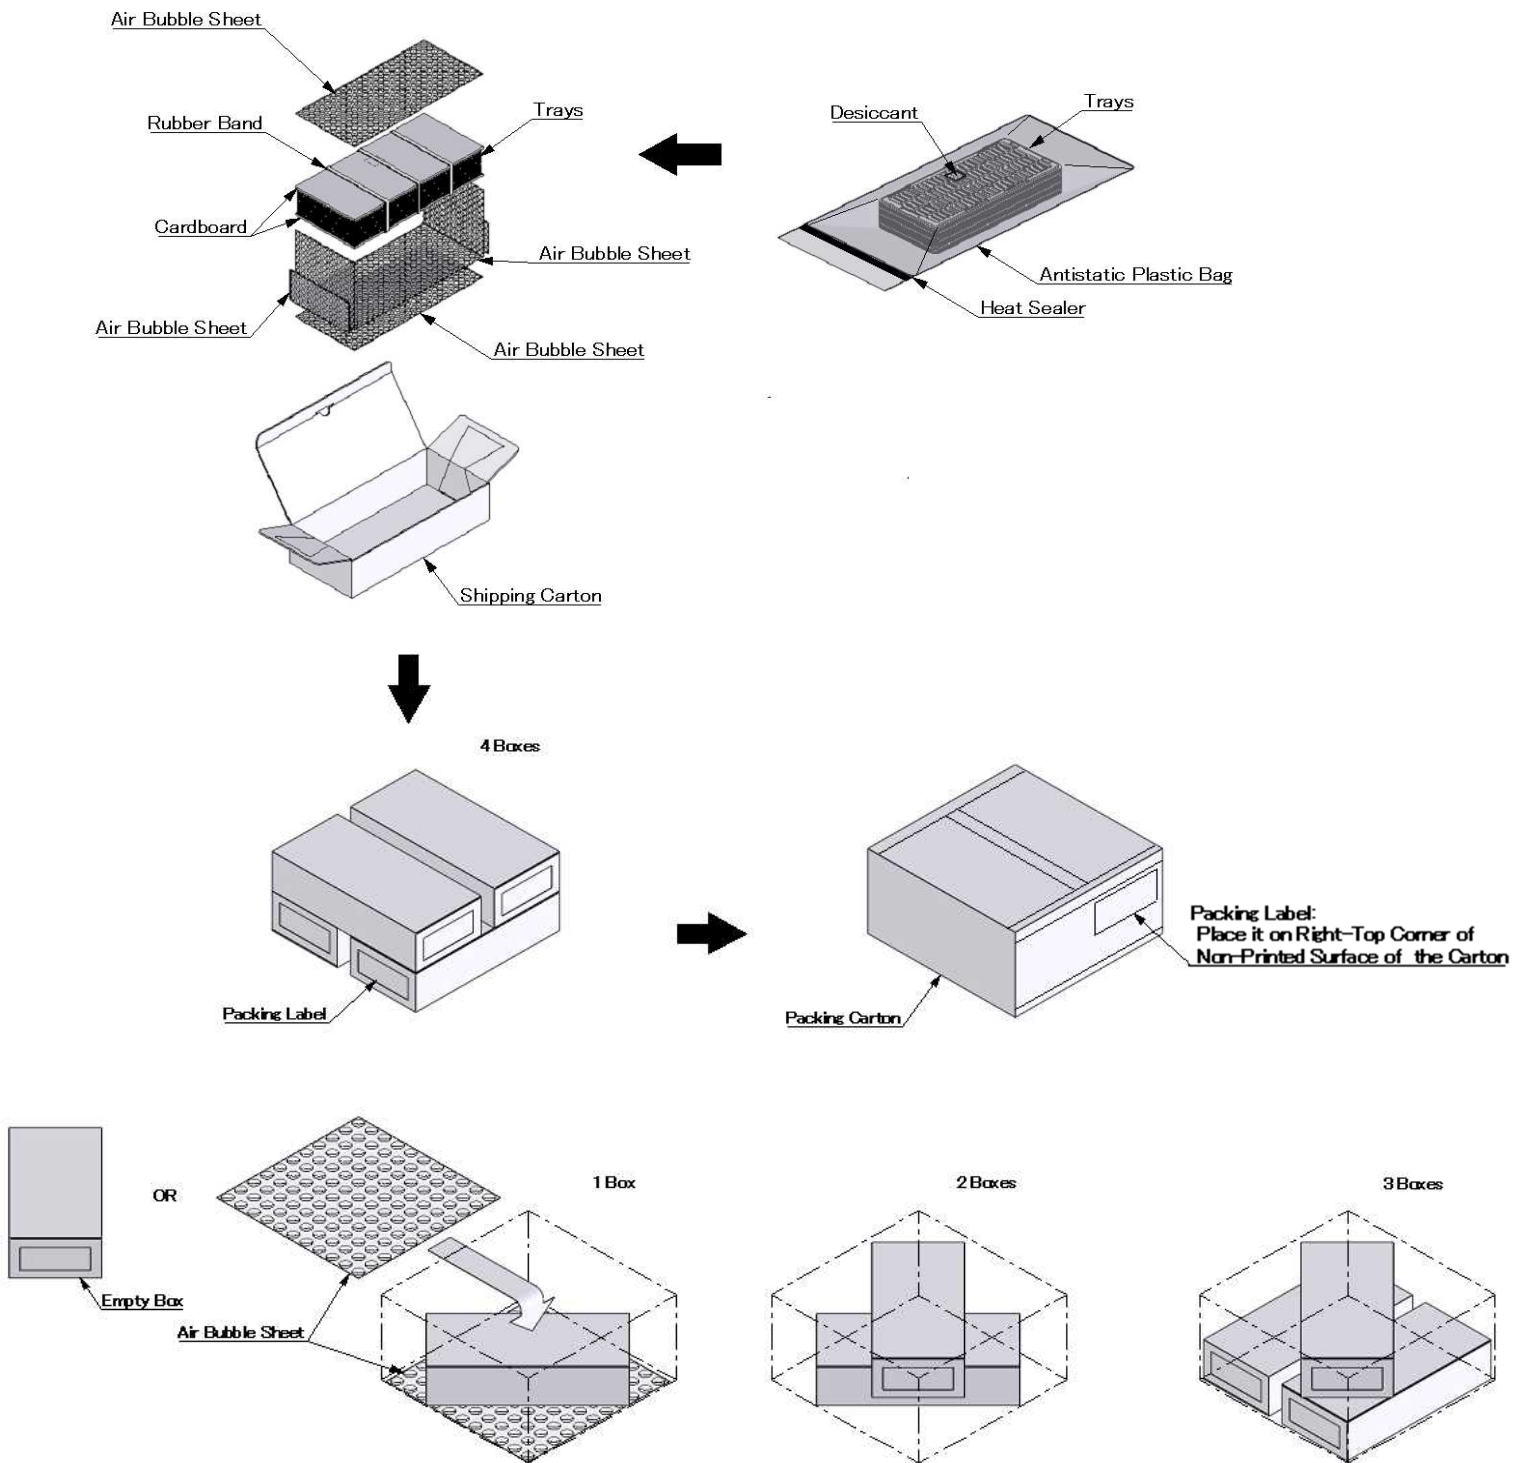 Air Bubble Sheet
Rubber Band
Trays
Cardboard
Air Bubble Sheet
Air Bubble Sheet
Air Bubble Sheet
Desiccant
Trays
Antistatic Plastic Bag
Heat Sealer
Shipping Carton
4 Boxes
Packing Label
Packing Label:
Place it on Right-Top Corner of
Non-Printed Surface of the Carton
Packing Carton
Empty Box
OR
Air Bubble Sheet
1 Box
2 Boxes
3 Boxes